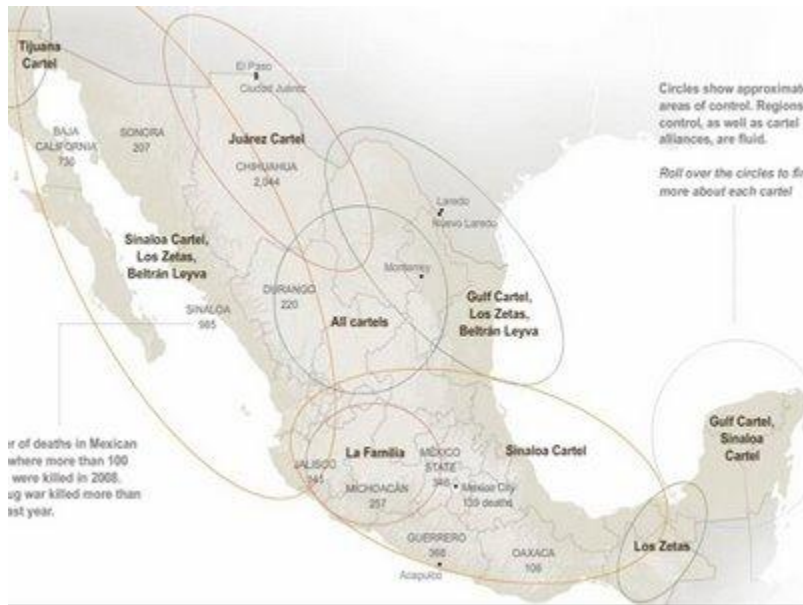 Tijuana
Cartel
El Paso
Ciudad Juárez
Circles show approximat
areas of control. Regions
control, as well as cartel
alliances, are fluid.
Roll over the circles to fi
more about each cartel
BAJA
CALIFORNIA
SONORA
207
Juárez Cartel
CHIHUAHUA
2,044
Laredo
Nuevo Laredo
Sinaloa Cartel,
Los Zetas,
Beltrán Leyva
Monterrey
DURANGO
220
SINALOA
Gulf Cartel,
Los Zetas,
Beltrán Leyva
All cartels
er of deaths in Mexican
where more than 100
were killed in 2008.
ug war killed more than
ast year.
La Familia
JALISCO
MÉXICO
STATE
Sinaloa Cartel
Gulf Cartel,
Sinaloa
Cartel
MICHOACÁN
257
Mexico City
139 deaths
GUERRERO
OAXACA
Acapulco
Los Zetas